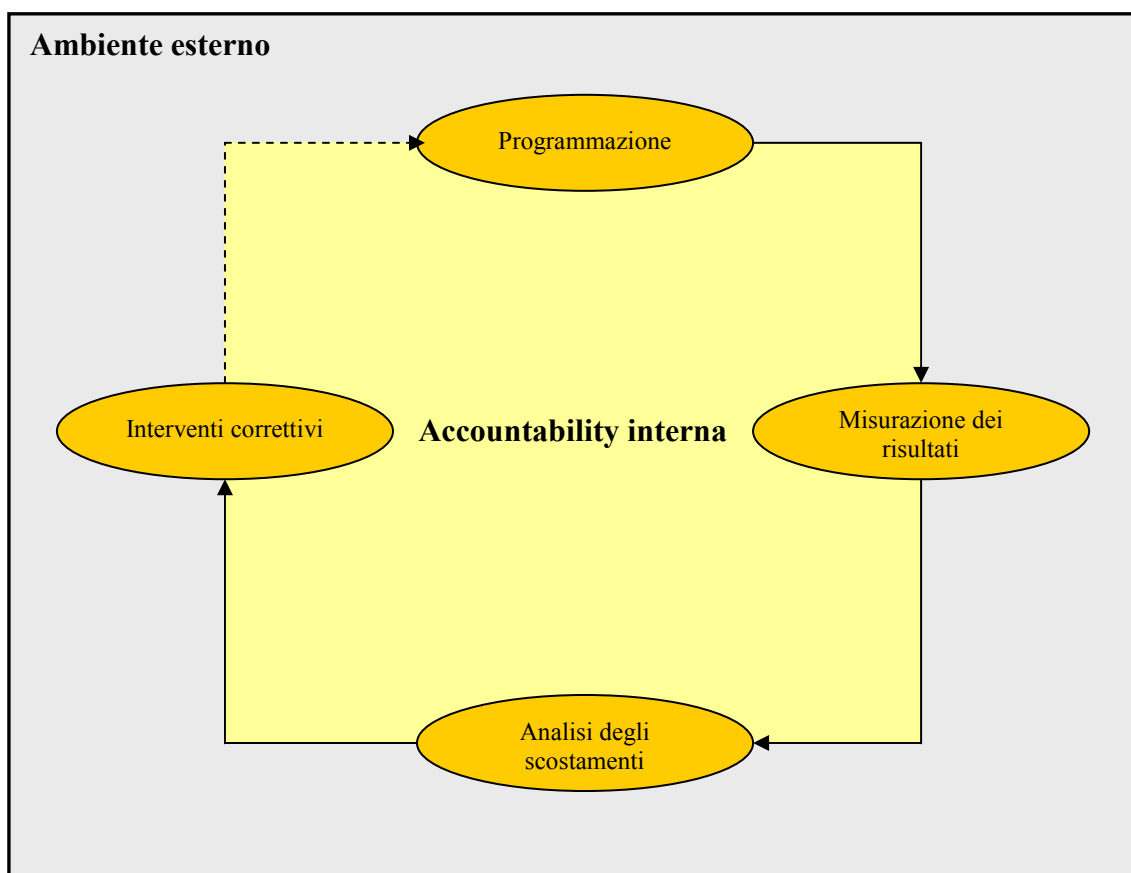 Ambiente esterno
Programmazione
Interventi correttivi
Accountability interna
Misurazione dei
risultati
Analisi degli
scostamenti